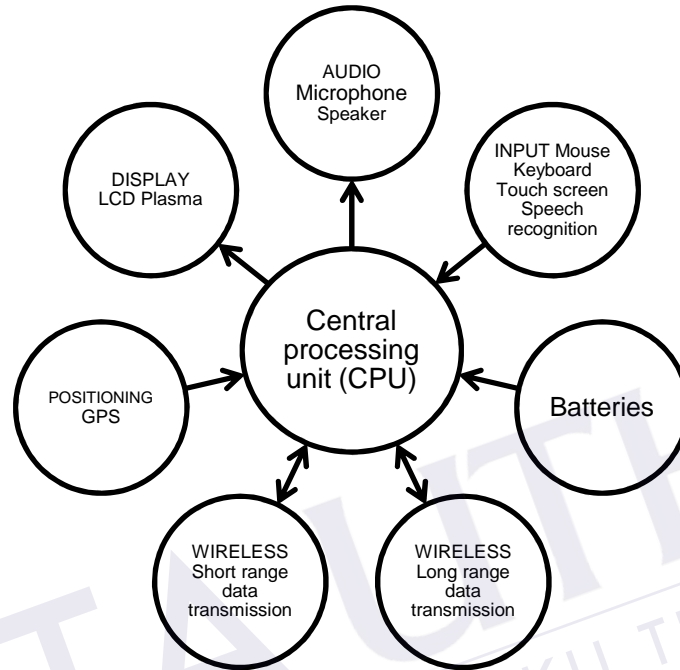 AUDIO
Microphone
Speaker
DISPLAY
LCD Plasma
INPUT Mouse
Keyboard
Touch screen
Speech
recognition
Central
processing
unit (CPU)
POSITIONING
GPS
Batteries
WIRELESS
Short range
data
transmission
WIRELESS
Long range
data
transmission